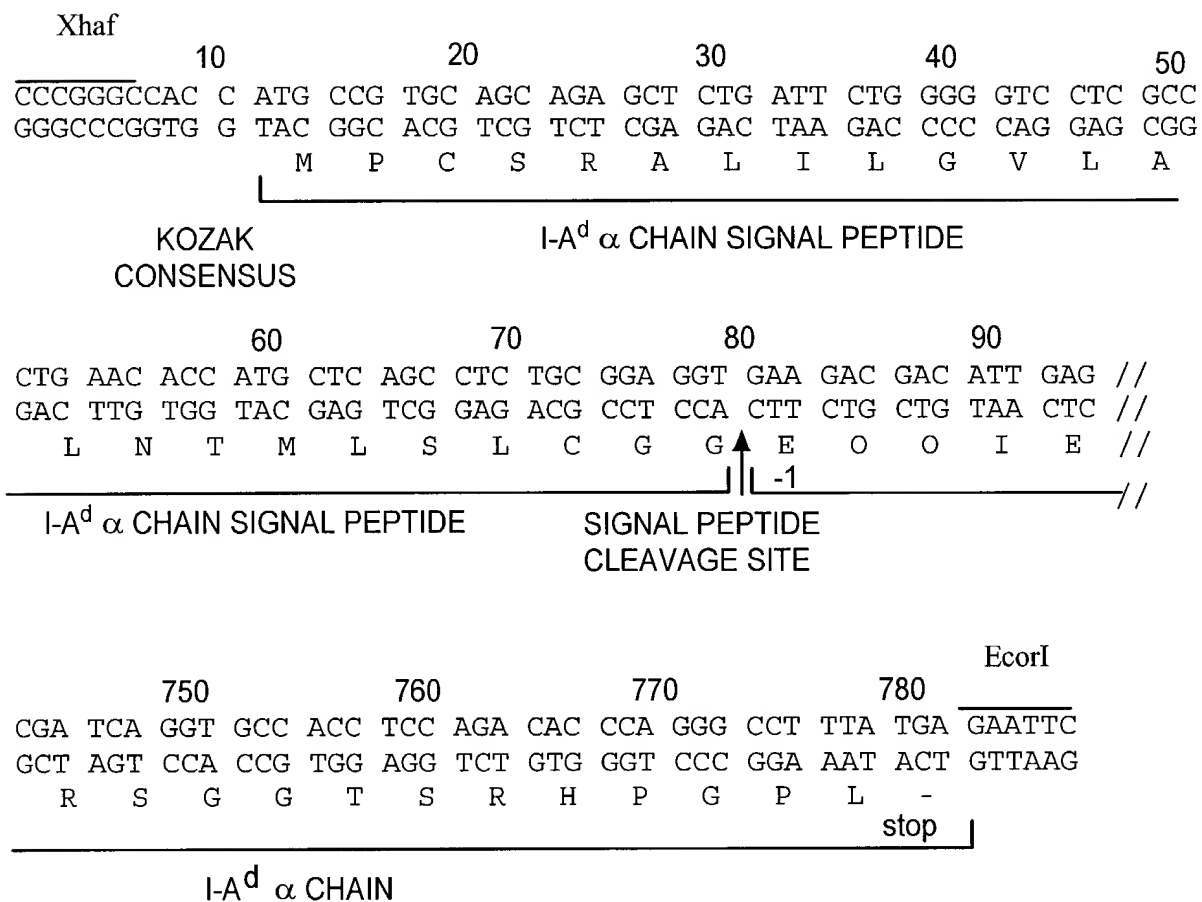 Xhaf
10 20 30 40 50
CCCGGGCCAC C ATG CCG TGC AGC AGA GCT CTG ATT CTG GGG GTC CTC GCC
GGGCCCGGTG G TAC GGC ACG TCG TCT CGA GAC TAA GAC CCC CAG GAG CGG
M P C S R A L I L G V L A
KOZAK CONSENSUS
I-Ad α CHAIN SIGNAL PEPTIDE
60 70 80 90
CTG AAC ACC ATG CTC AGC CTC TGC GGA GGT GAA GAC GAC ATT GAG //
GAC TTG TGG TAC GAG TCG GAG ACG CCT CCA CTT CTG CTG TAA CTC //
L N T M L S L C G G E O O I E //
-1 //
I-Ad α CHAIN SIGNAL PEPTIDE
SIGNAL PEPTIDE
CLEAVAGE SITE
EcorI
750 760 770 780
CGA TCA GGT GCC ACC TCC AGA CAC CCA GGG CCT TTA TGA GAATTC
GCT AGT CCA CCG TGG AGG TCT GTG GGT CCC GGA AAT ACT GTTAAG
R S G G T S R H P G P L -
stop
I-Ad α CHAIN